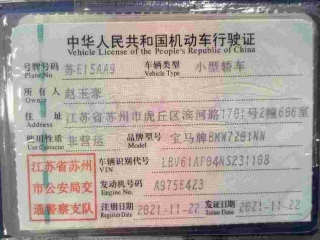 中华人民共和国机动车行驶证
Vehicle License of the People's Republic of China
号牌号码 苏E15AA9 车辆类型 小型轿车
Plate No. Vehicle Type
所有人 赵玉豪
Owner
住址 江苏省苏州市虎丘区滨河路1701号2幢606室
Address
使用性质 非营运 品牌型号 宝马牌BMW7201NN
Use Character Model
江苏省苏州
市公安局交
通警察支队
车辆识别代号 LBV61AF04NS231108
VIN
发动机号码 A975E423
Engine No.
注册日期 2021-11-22 发证日期 2021-11-22
Register Date Issue Date